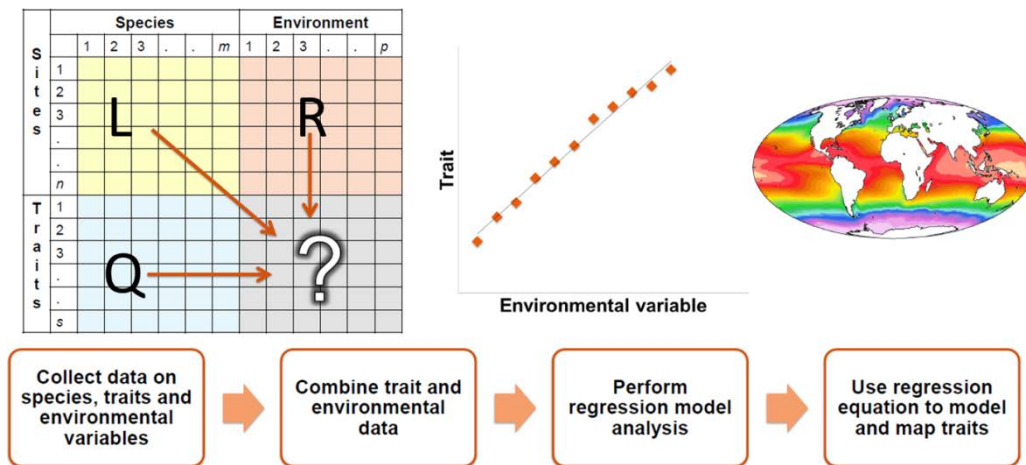 Species Environment
1 2 3 . . m 1 2 3 . . p
Sites
1
2
3
.
.
n
L
R
Traits
1
2
3
.
.
s
Q
?
Trait
Environmental variable
Collect data on
species, traits and
environmental
variables
Combine trait and
environmental
data
Perform
regression model
analysis
Use regression
equation to model
and map traits